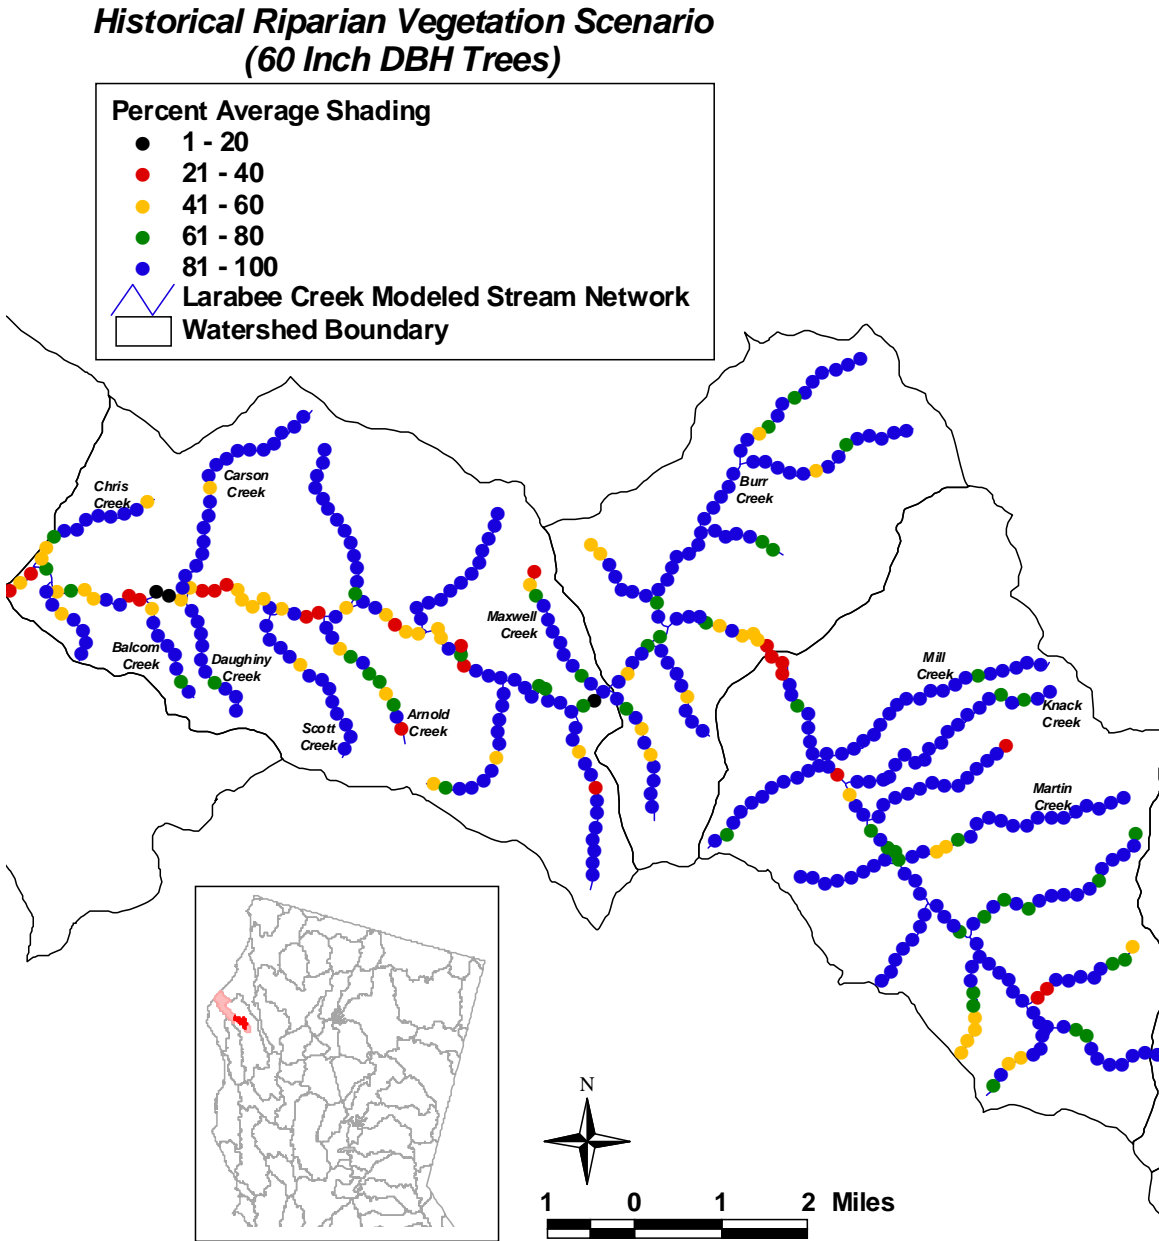 Historical Riparian Vegetation Scenario
(60 Inch DBH Trees)
Percent Average Shading
1 - 20
21 - 40
41 - 60
61 - 80
81 - 100
Larabee Creek Modeled Stream Network
Watershed Boundary
Chris
Creek
Carson
Creek
Burr
Creek
Maxwell
Creek
Balcom
Creek
Daughiny
Creek
Scott
Creek
Arnold
Creek
Mill
Creek
Knack
Creek
Martin
Creek
N
1 0 1 2 Miles